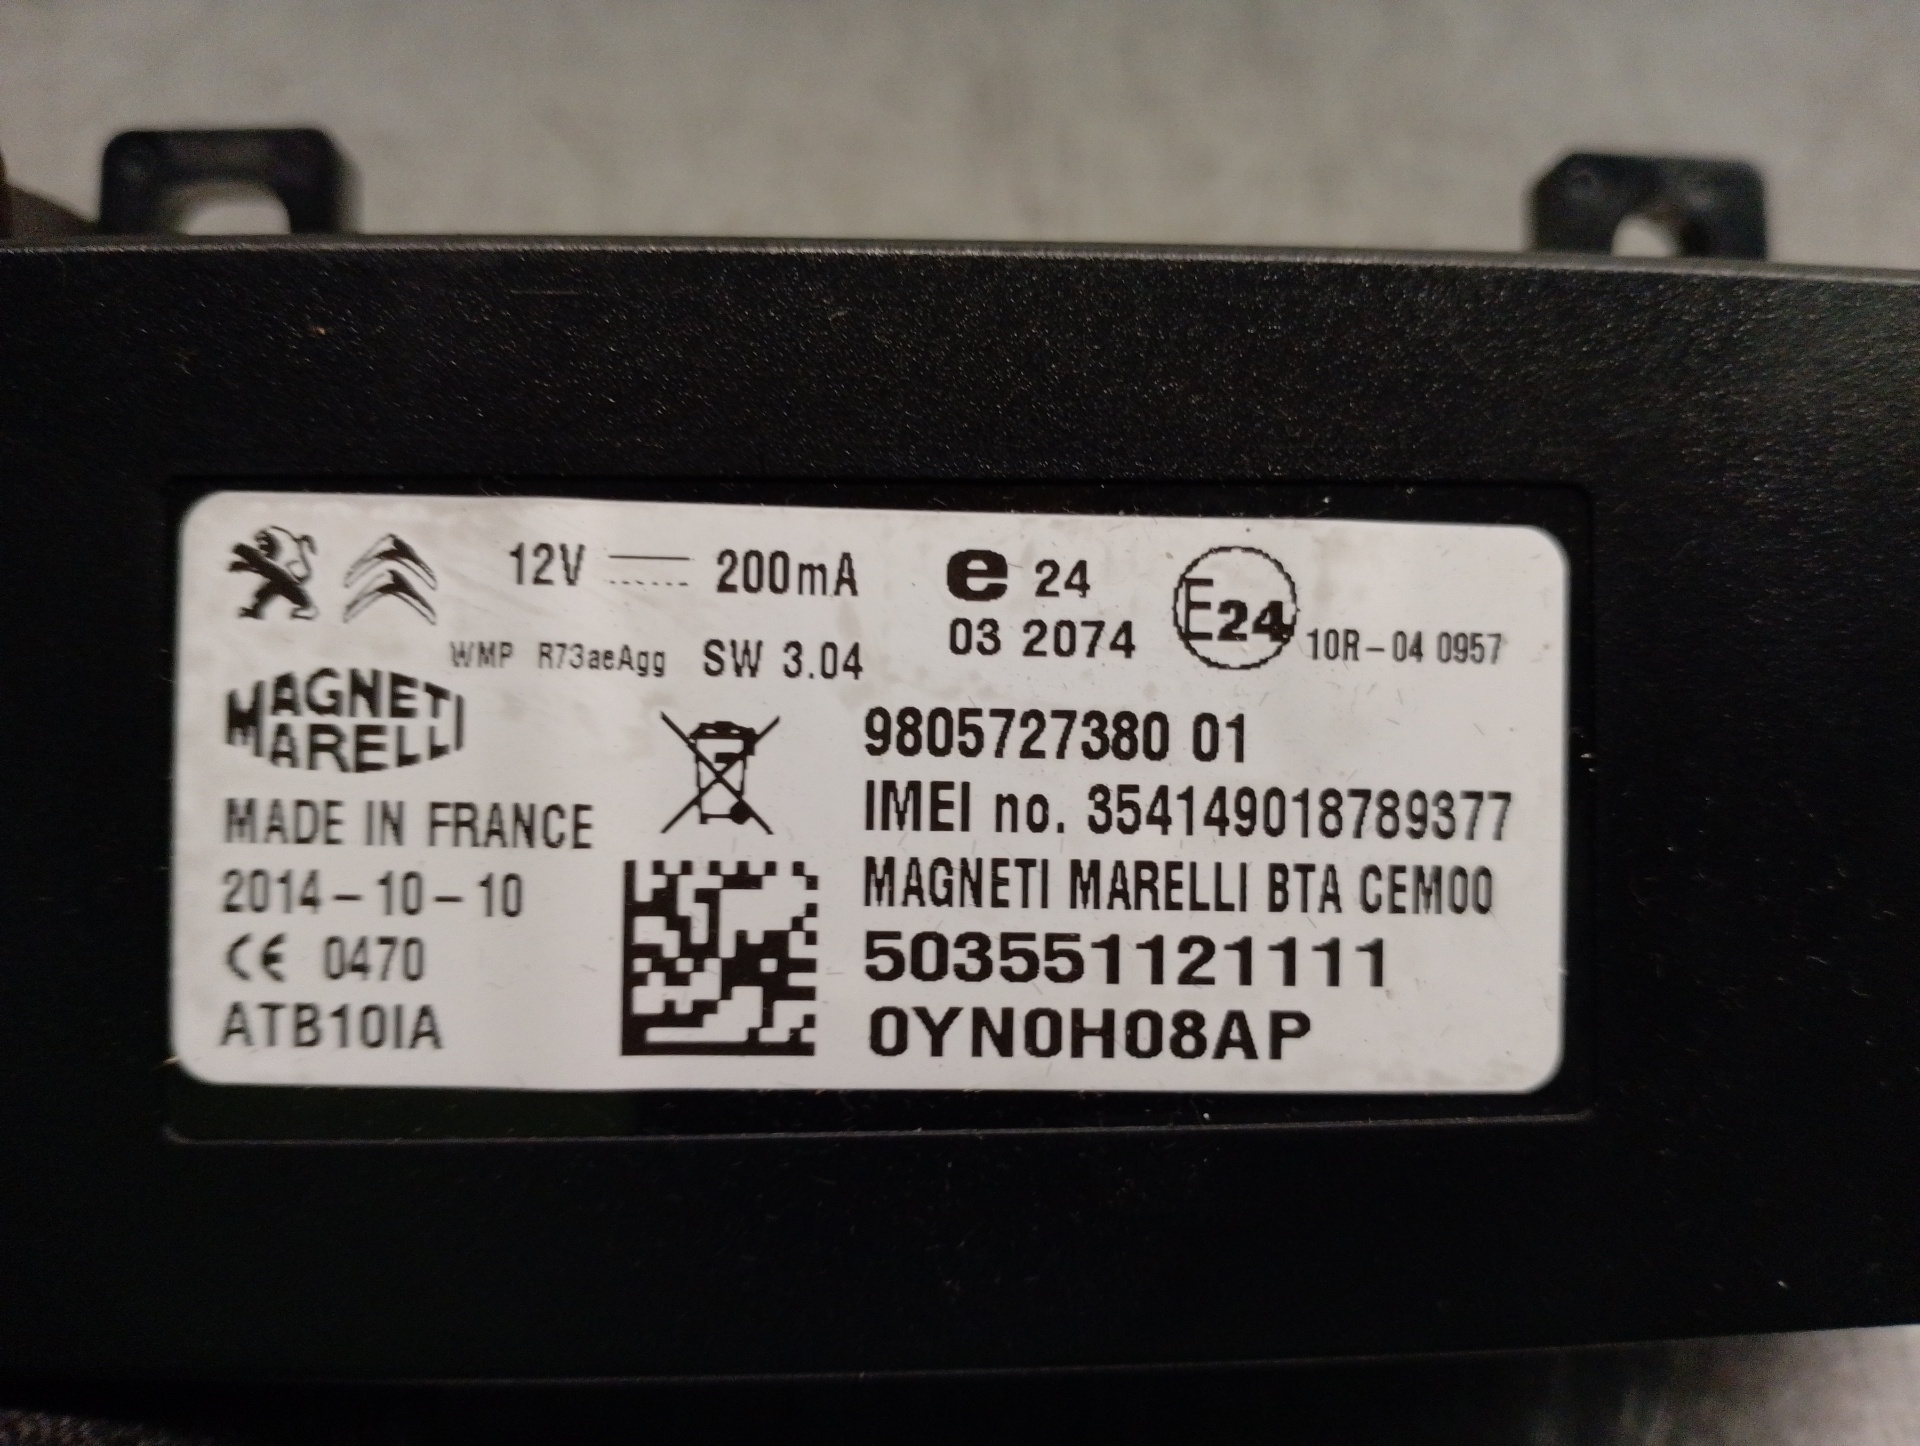 12V 200mA
e 24
03 2074
E24 10R-04 0957
WMP R73aeAgg SW 3.04
MAGNETI
MARELLI
9805727380 01
IMEI no. 354149018789377
MADE IN FRANCE
MAGNETI MARELLI BTA CEM00
2014-10-10
503551121111
CE 0470
0YN0H08AP
ATB10IA